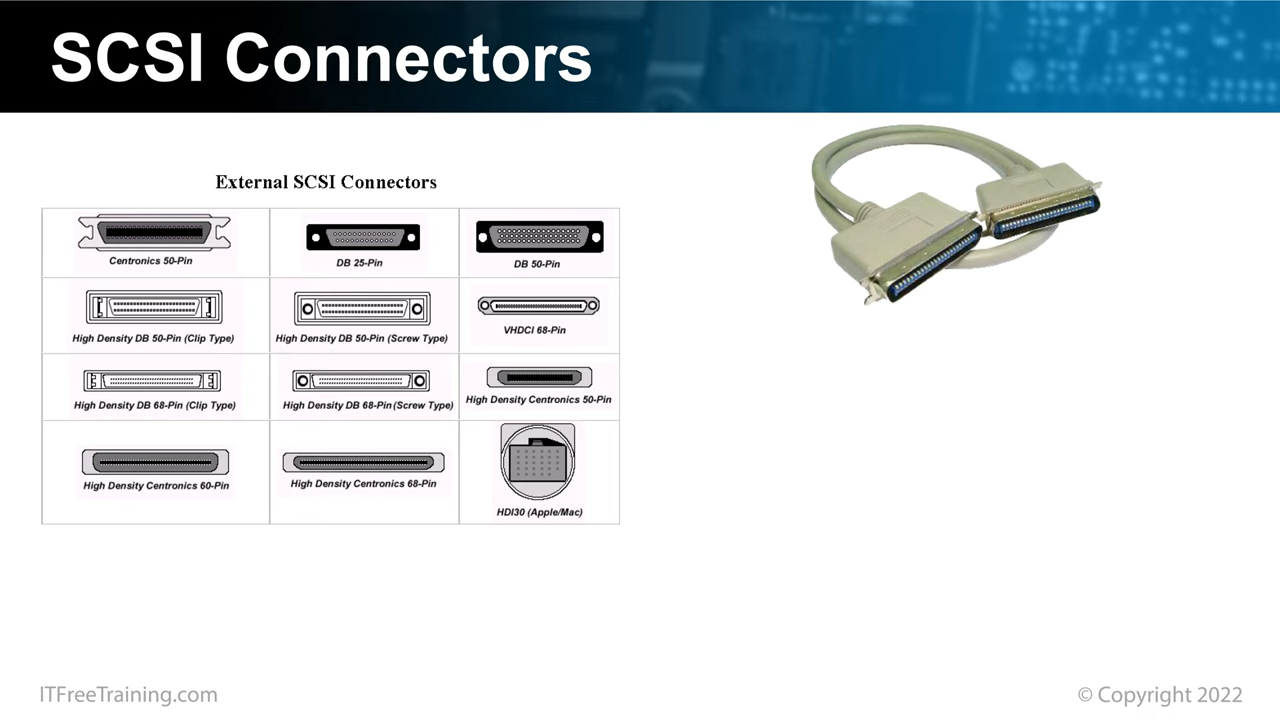 SCSI Connectors
External SCSI Connectors
Centronics 50-Pin
DB 25-Pin
DB 50-Pin
High Density DB 50-Pin (Clip Type)
High Density DB 50-Pin (Screw Type)
VHDCI 68-Pin
High Density DB 68-Pin (Clip Type)
High Density DB 68-Pin (Screw Type)
High Density Centronics 50-Pin
High Density Centronics 60-Pin
High Density Centronics 68-Pin
HDI30 (Apple/Mac)
ITFreeTraining.com
© Copyright 2022